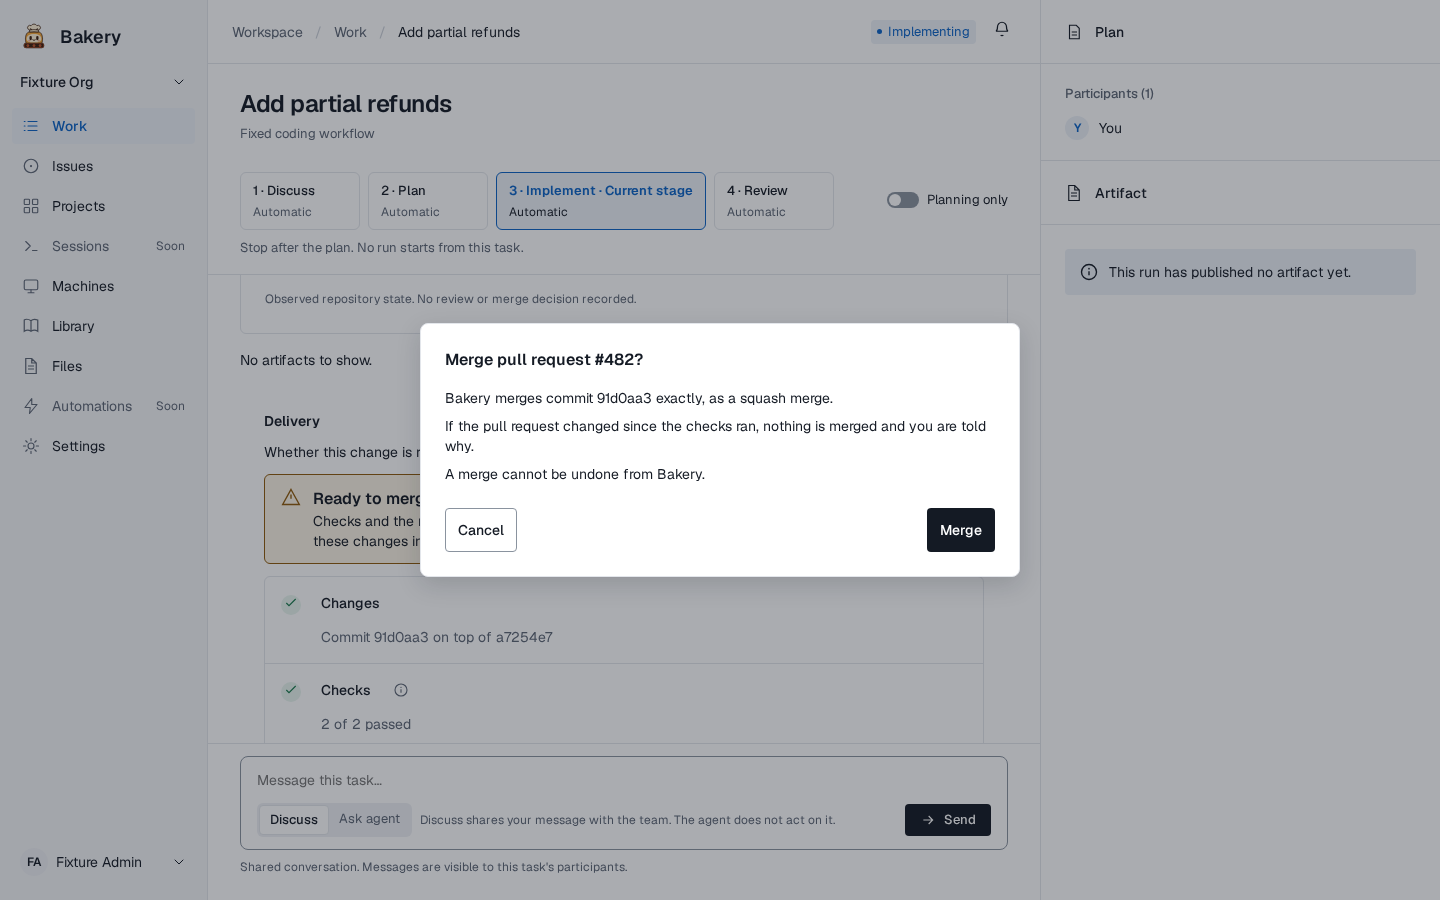 Bakery
Fixture Org
Work
Issues
Projects
Sessions Soon
Machines
Library
Files
Automations Soon
Settings
FA Fixture Admin
Workspace / Work / Add partial refunds
Implementing
Add partial refunds
Fixed coding workflow
1 · Discuss
Automatic
2 · Plan
Automatic
3 · Implement · Current stage
Automatic
4 · Review
Automatic
Planning only
Stop after the plan. No run starts from this task.
Observed repository state. No review or merge decision recorded.
No artifacts to show.
Delivery
Whether this change is
Ready to
Checks and the
these changes
Merge pull request #482?
Bakery merges commit 91d0aa3 exactly, as a squash merge.
If the pull request changed since the checks ran, nothing is merged and you are told
why.
A merge cannot be undone from Bakery.
Cancel
Merge
Changes
Commit 91d0aa3 on top of a7254e7
Checks
2 of 2 passed
Message this task...
Discuss Ask agent Discuss shares your message with the team. The agent does not act on it.
Send
Shared conversation. Messages are visible to this task's participants.
Plan
Participants (1)
Y You
Artifact
This run has published no artifact yet.